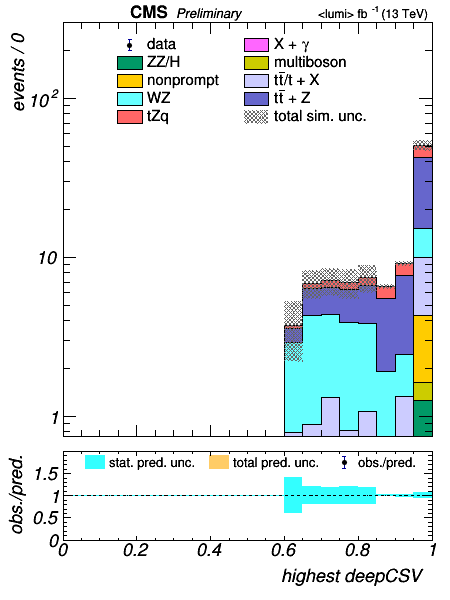 CMS Preliminary <lumi> fb⁻¹ (13 TeV)
events / 0
data
ZZ/H
nonprompt
WZ
tZq
X + γ
multiboson
tt̅/t + X
tt̅ + Z
total sim. unc.
10²
10
1
obs./pred.
stat. pred. unc. total pred. unc. obs./pred.
1.5
1
0.5
0
0 0.2 0.4 0.6 0.8 1
highest deepCSV